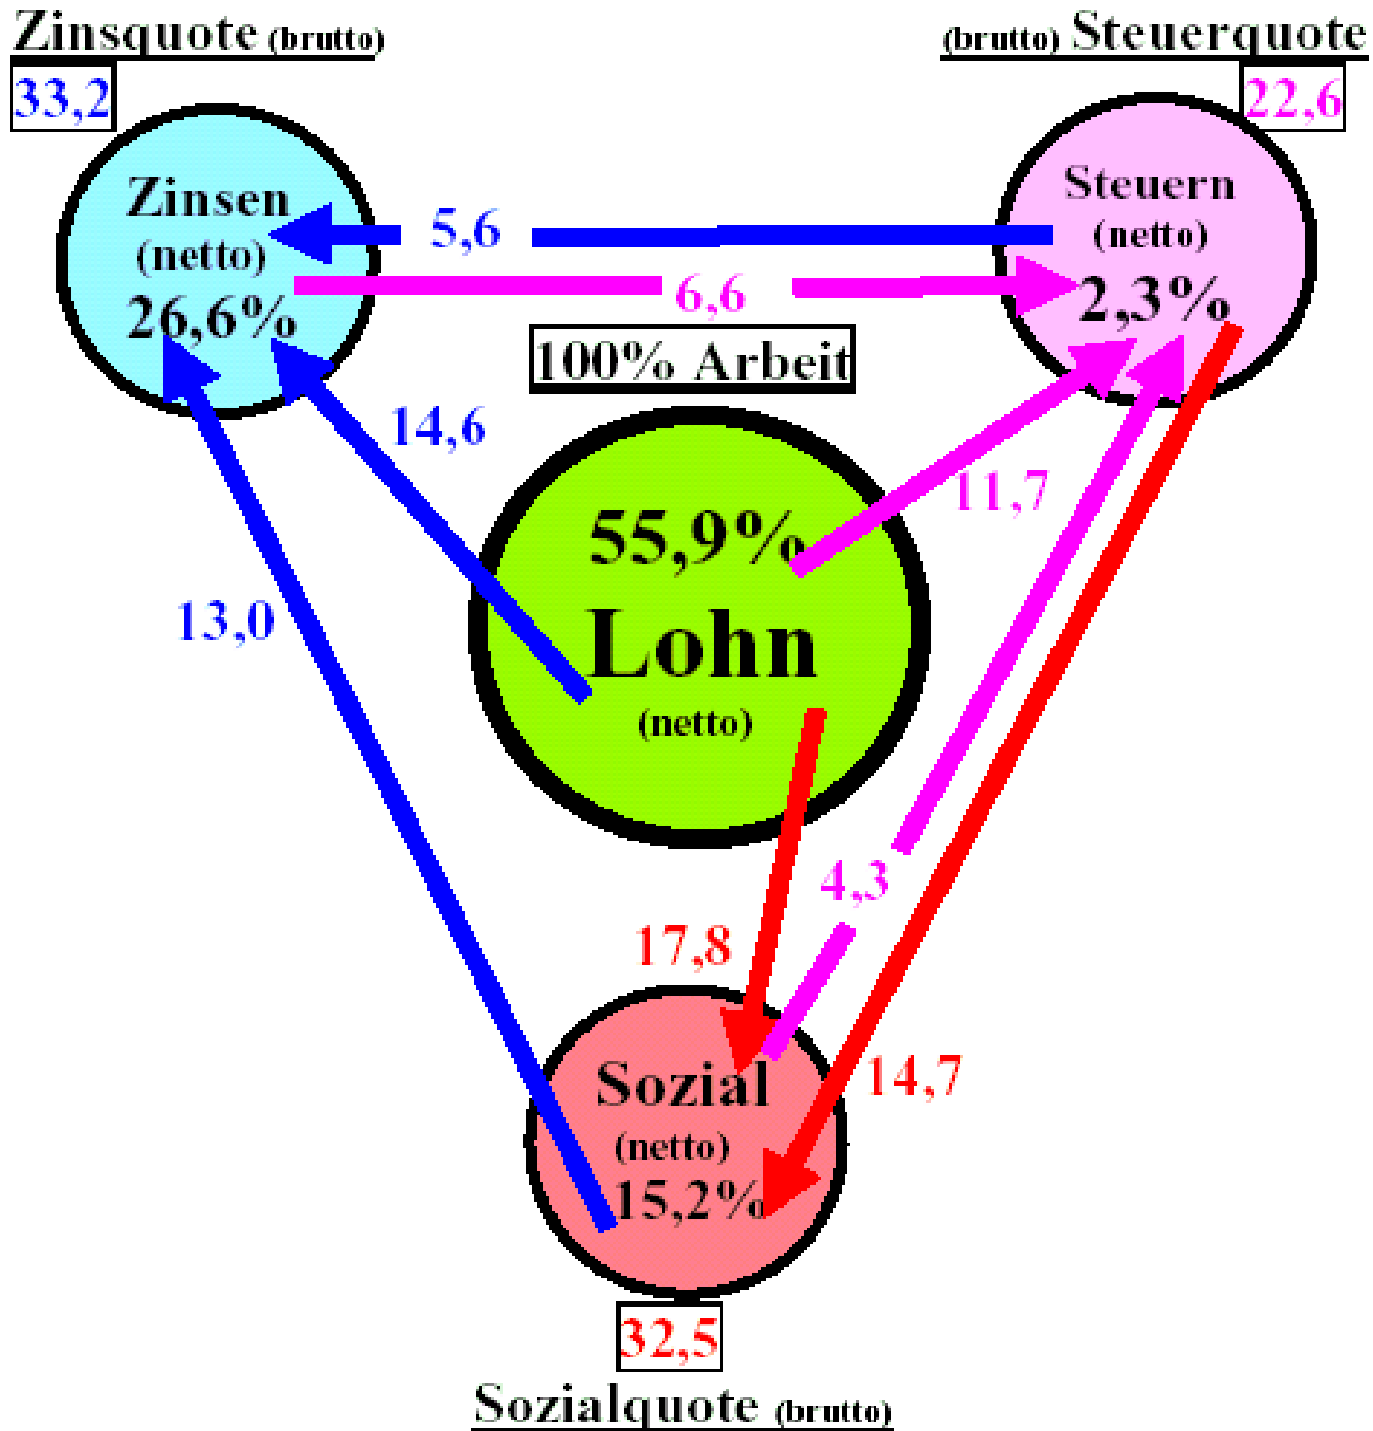 Zinsquote (brutto)
33,2
(brutto) Steuerquote
22,6
Zinsen
(netto)
26,6%
Steuern
(netto)
2,3%
5,6
6,6
100% Arbeit
14,6
11,7
55,9%
Lohn
(netto)
13,0
4,3
17,8
14,7
Sozial
(netto)
15,2%
32,5
Sozialquote (brutto)